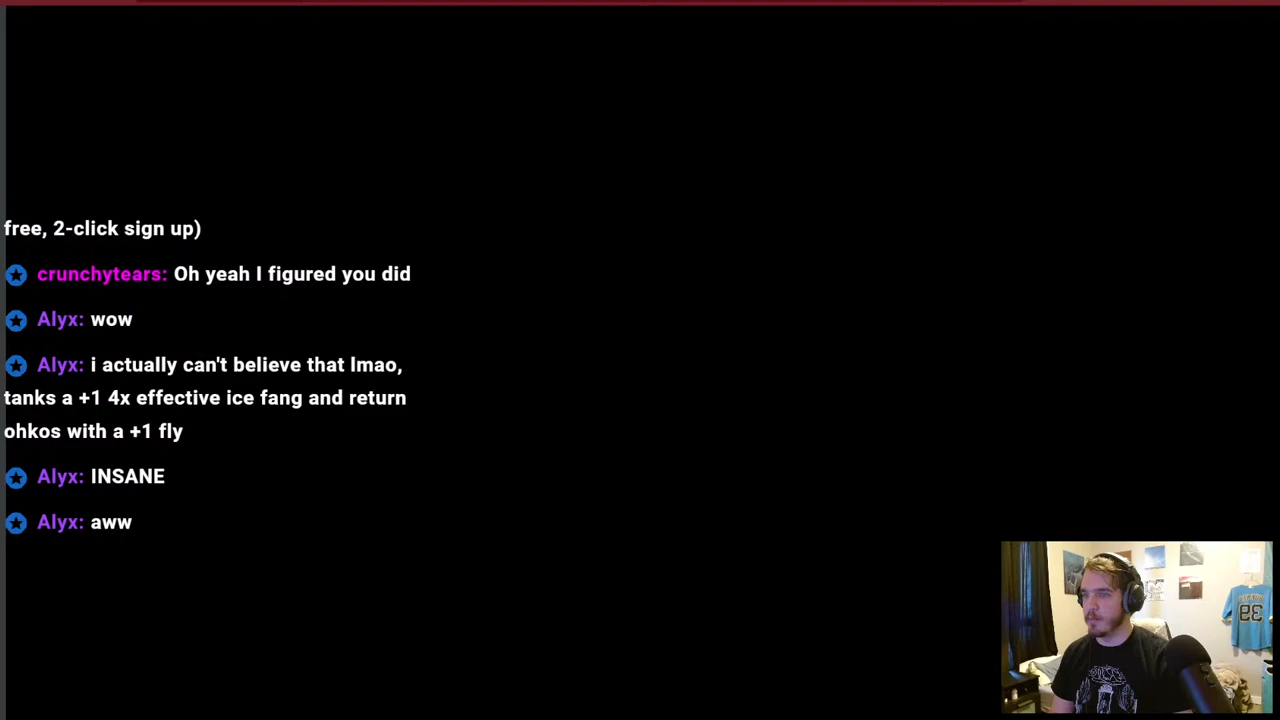 free, 2-click sign up)
crunchytears: Oh yeah I figured you did
Alyx: wow
Alyx: i actually can't believe that lmao,
tanks a +1 4x effective ice fang and return
ohkos with a +1 fly
Alyx: INSANE
Alyx: aww